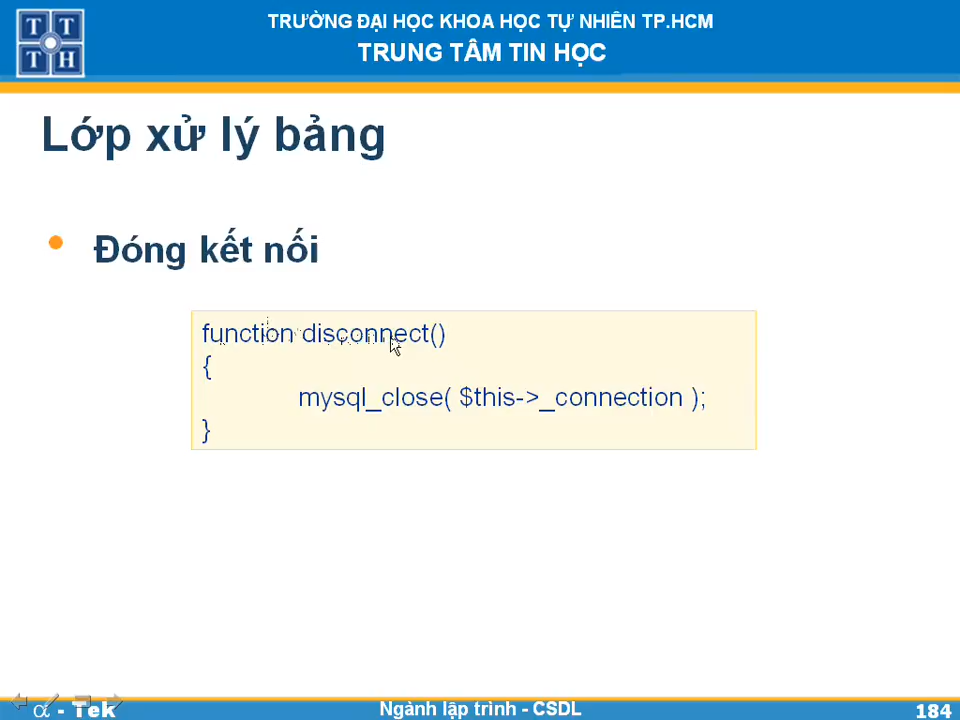 TRƯỜNG ĐẠI HỌC KHOA HỌC TỰ NHIÊN TP.HCM
TRUNG TÂM TIN HỌC
T T
T H
Lớp xử lý bảng
• Đóng kết nối
function disconnect()
{
mysql_close( $this->_connection );
}
α - Tek
Ngành lập trình - CSDL
184